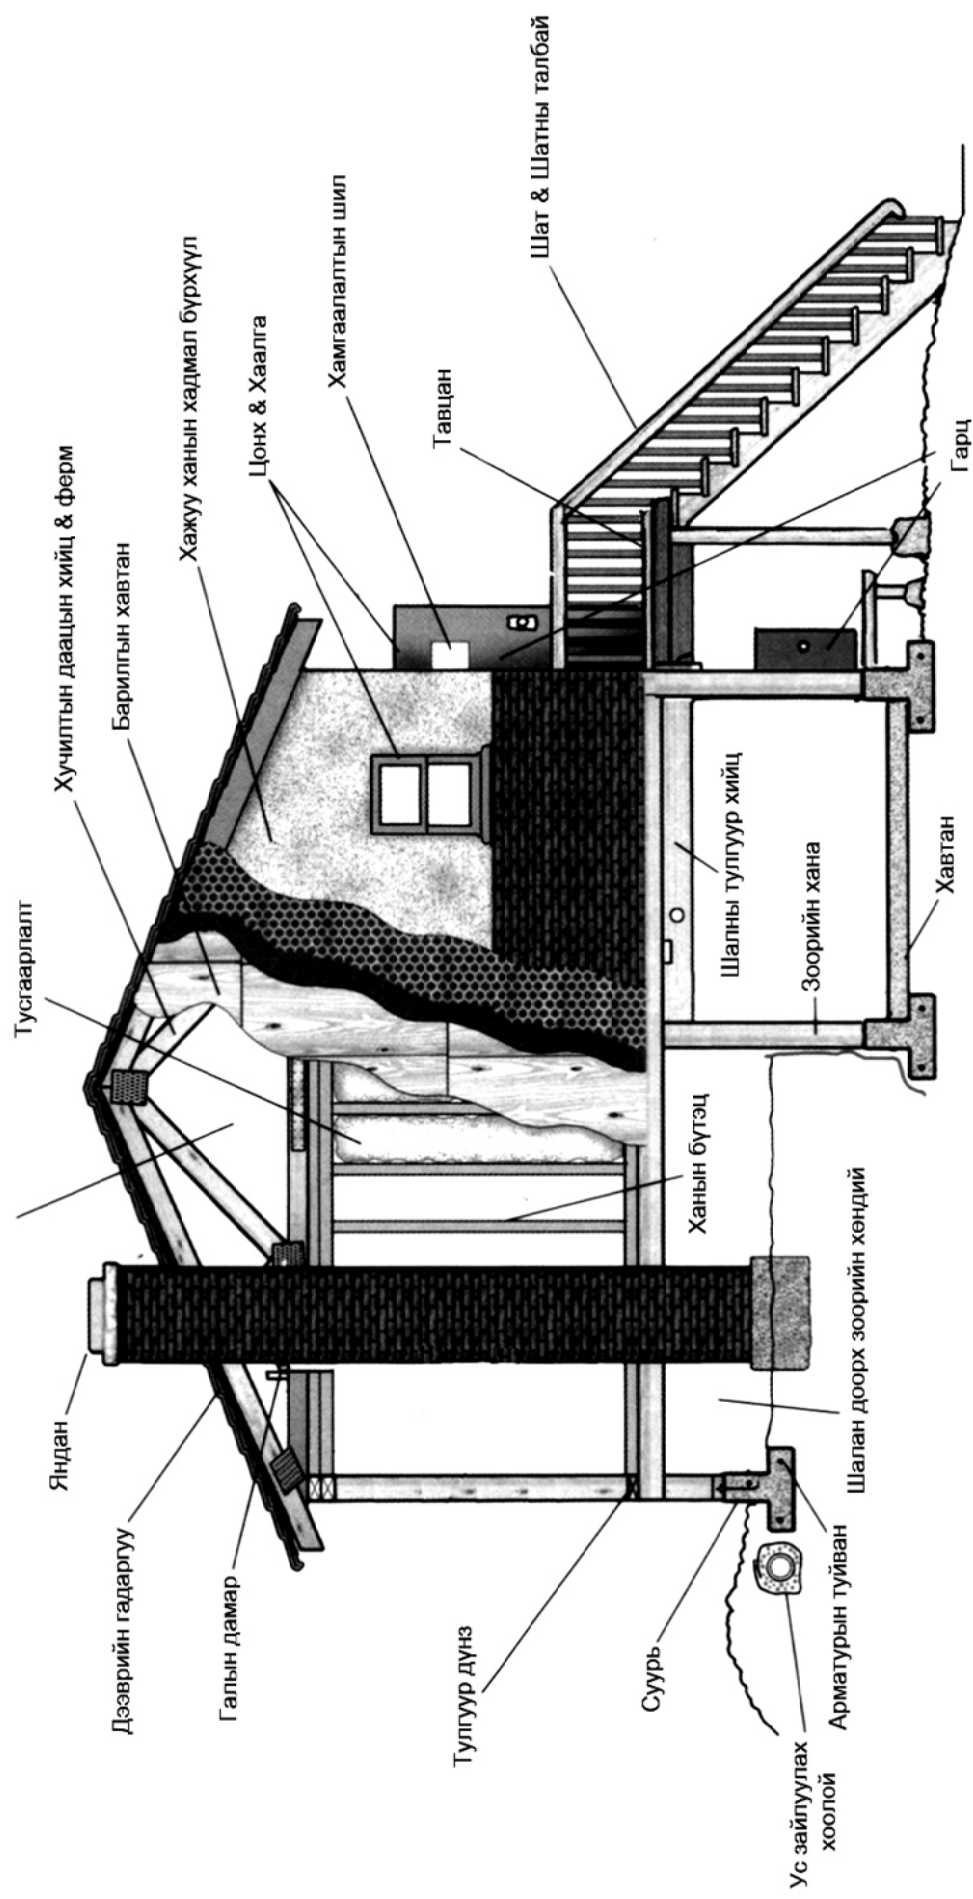 Яндан
Дээврийн гадаргуу
Галын дамар
Тулгуур дүнз
Суурь
Ус зайлуулах
хоолой
Арматурын туйван
Шалан доорх зоорийн хөндий
Ханын бүтэц
Тусгаарлалт
Хучилтын даацын хийц & ферм
Барилгын хавтан
Хажуу ханын хадмал бүрхүүл
Цонх & Хаалга
Хамгаалалтын шил
Тавцан
Шат & Шатны талбай
Гарц
Шалны тулгуур хийц
Зоорийн хана
Хавтан